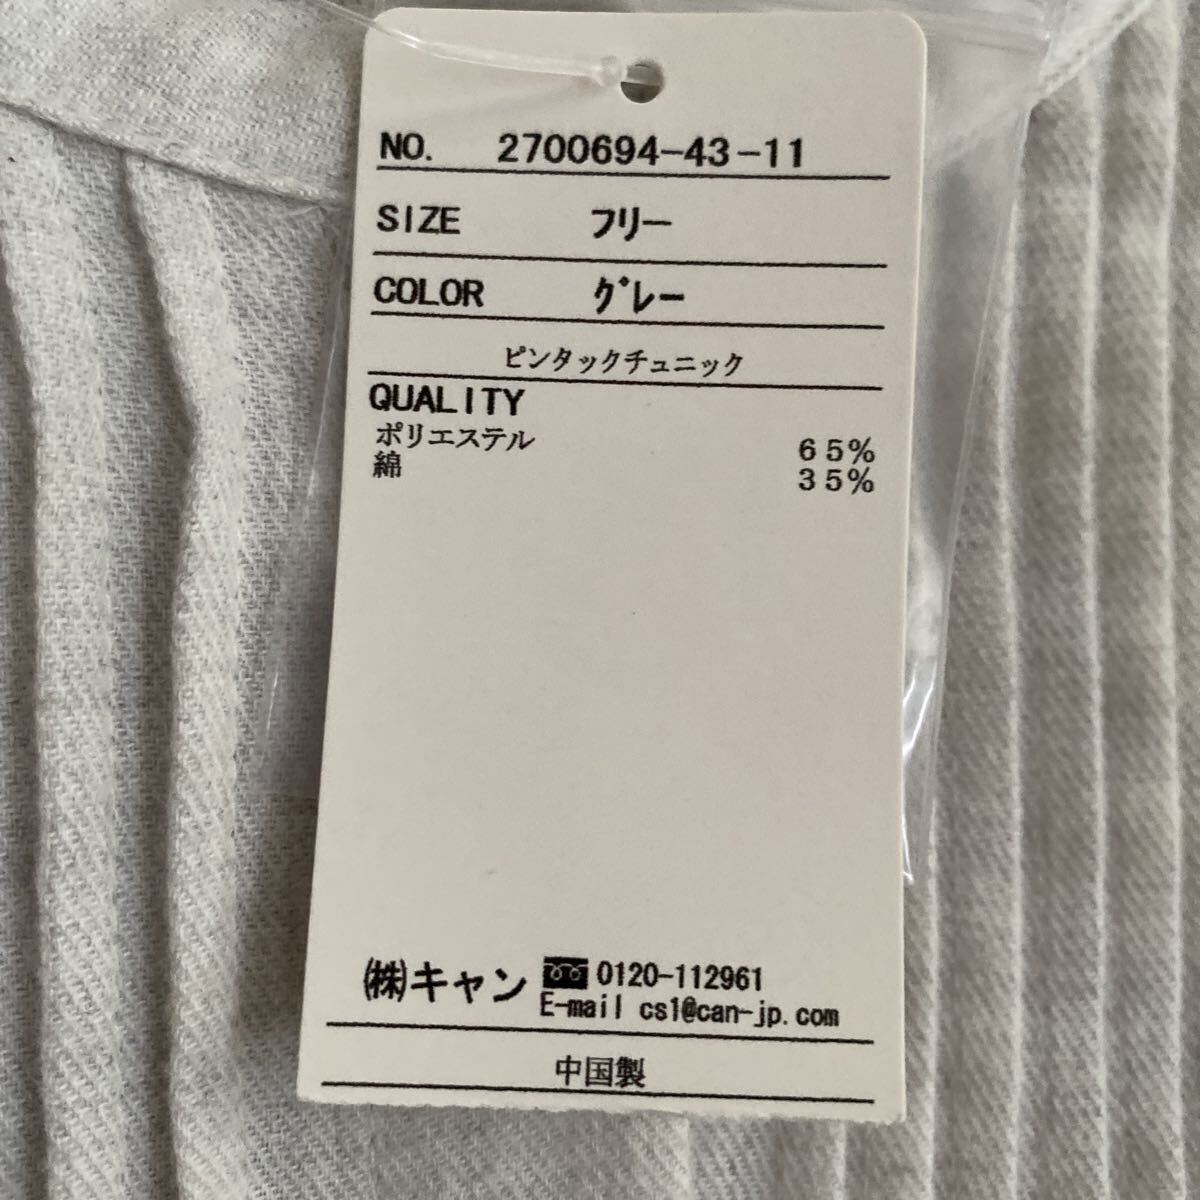 NO. 2700694-43-11
SIZE フリー
COLOR グレー
ピンタックチュニック
QUALITY
ポリエステル 65%
綿 35%
㈱キャン 0120-112961
E-mail cs1@can-jp.com
中国製